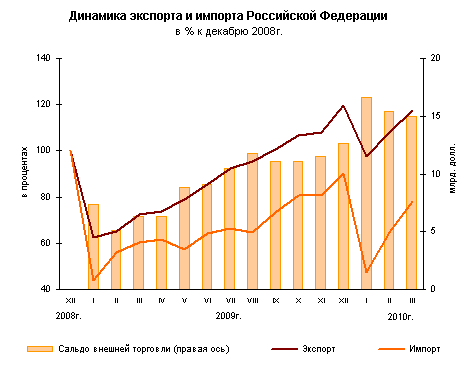 Динамика экспорта и импорта Российской Федерации
в % к декабрю 2008г.
в процентах
140
120
100
80
60
40
млрд. долл.
20
15
10
5
0
XII I II III IV V VI VII VIII IX X XI XII I II III
2008г. 2009г. 2010г.
Сальдо внешней торговли (правая ось) Экспорт Импорт